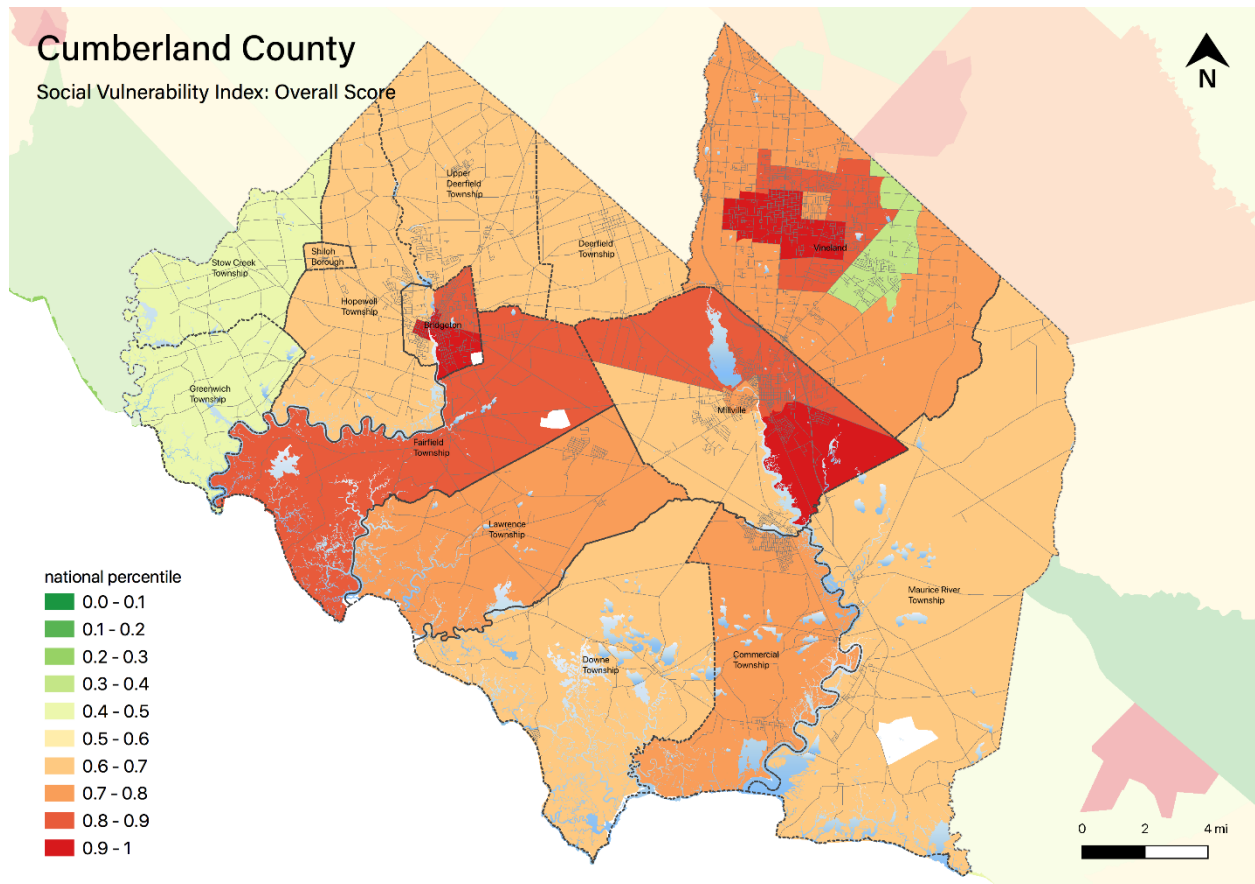 Cumberland County
Social Vulnerability Index: Overall Score
N
Upper
Deerfield
Township
Deerfield
Township
Vineland
Stow Creek
Township
Shiloh
Borough
Hopewell
Township
Bridgeton
Greenwich
Township
Millville
Fairfield
Township
Lawrence
Township
Maurice River
Township
Downe
Township
Commercial
Township
national percentile
0.0 - 0.1
0.1 - 0.2
0.2 - 0.3
0.3 - 0.4
0.4 - 0.5
0.5 - 0.6
0.6 - 0.7
0.7 - 0.8
0.8 - 0.9
0.9 - 1
0 2 4 mi